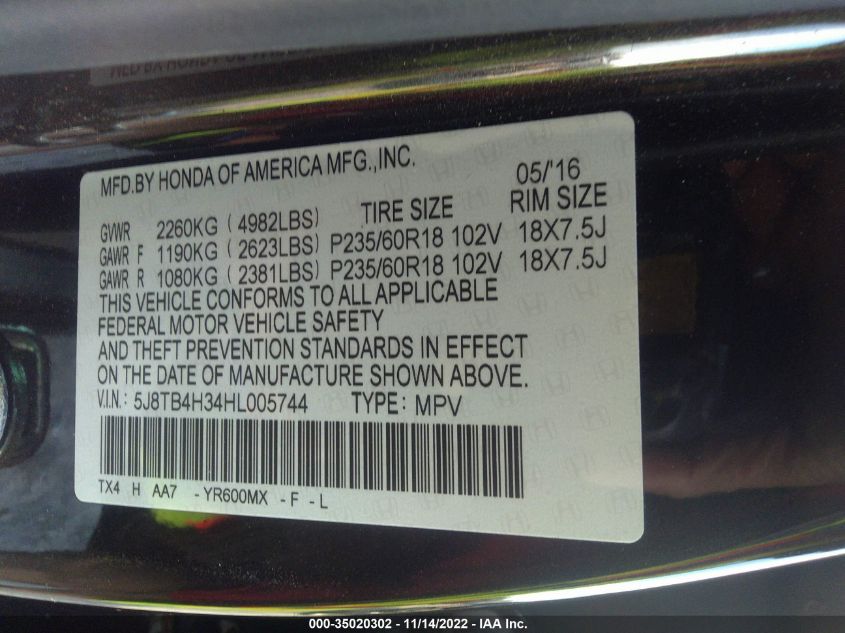 MFD.BY HONDA OF AMERICA MFG.,INC. 05/'16
GVWR 2260KG ( 4982LBS) TIRE SIZE RIM SIZE
GAWR F 1190KG ( 2623LBS) P235/60R18 102V 18X7.5J
GAWR R 1080KG ( 2381LBS) P235/60R18 102V 18X7.5J
THIS VEHICLE CONFORMS TO ALL APPLICABLE
FEDERAL MOTOR VEHICLE SAFETY
AND THEFT PREVENTION STANDARDS IN EFFECT
ON THE DATE OF MANUFACTURE SHOWN ABOVE.
V.I.N.: 5J8TB4H34HL005744 TYPE: MPV
TX4 H AA7 - YR600MX - F - L
000-35020302 - 11/14/2022 - IAA Inc.